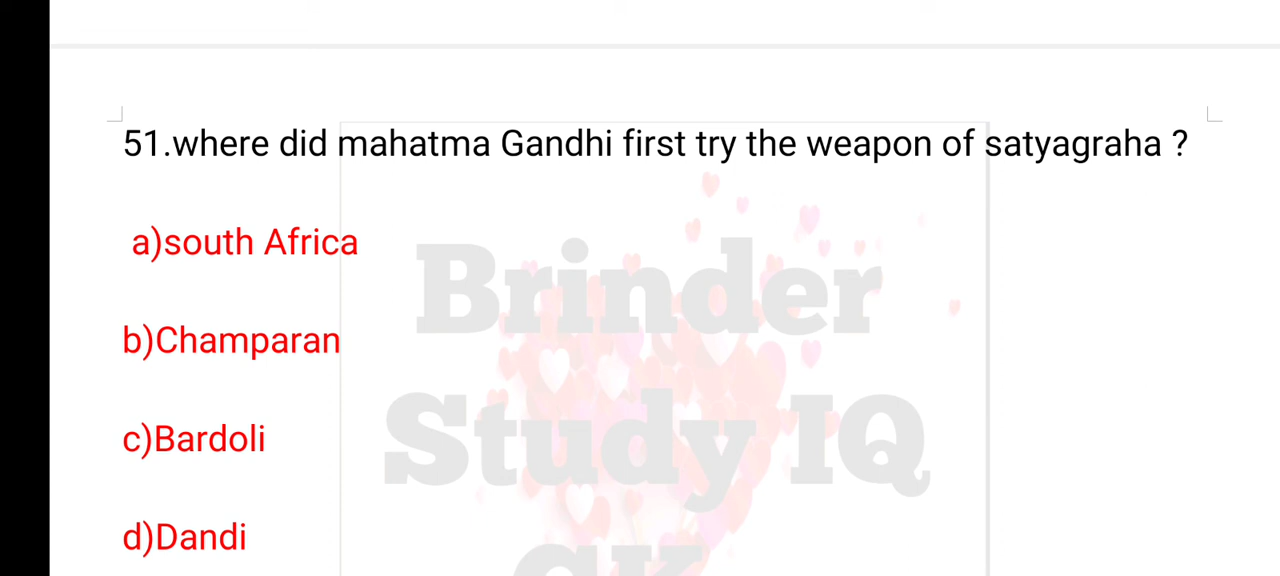 51.where did mahatma Gandhi first try the weapon of satyagraha ?
a)south Africa
Brinder
b)Champaran
Study IQ
c)Bardoli
d)Dandi
GK